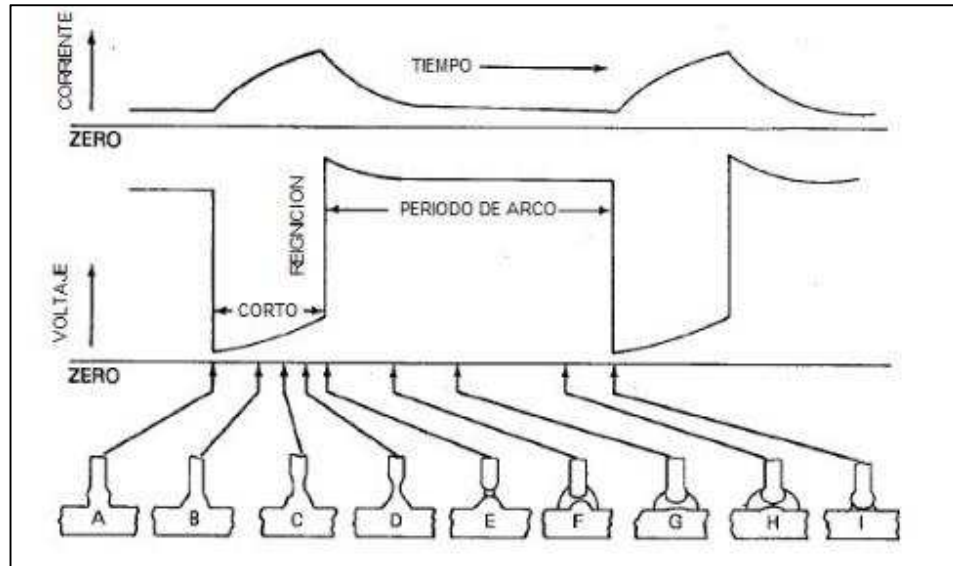 CORRIENTE
TIEMPO
ZERO
VOLTAJE
REIGNICION
PERIODO DE ARCO
CORTO
ZERO
A B C D E F G H I